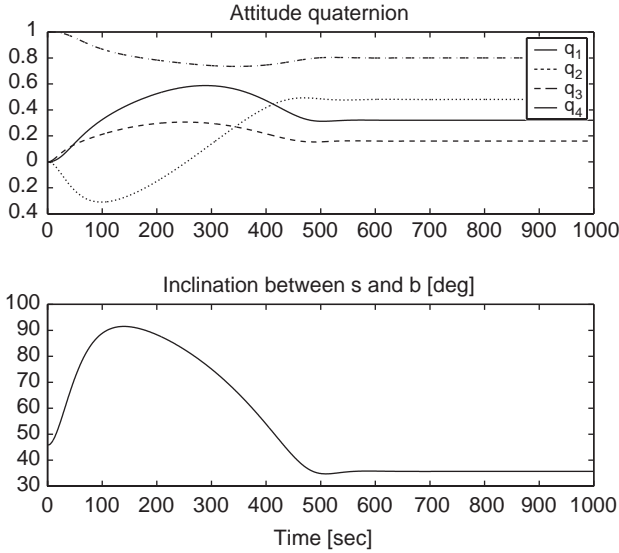 Attitude quaternion
1
0.8
0.6
0.4
0.2
0
0.2
0.4
q1
q2
q3
q4
0 100 200 300 400 500 600 700 800 900 1000
Inclination between s and b [deg]
100
90
80
70
60
50
40
30
0 100 200 300 400 500 600 700 800 900 1000
Time [sec]